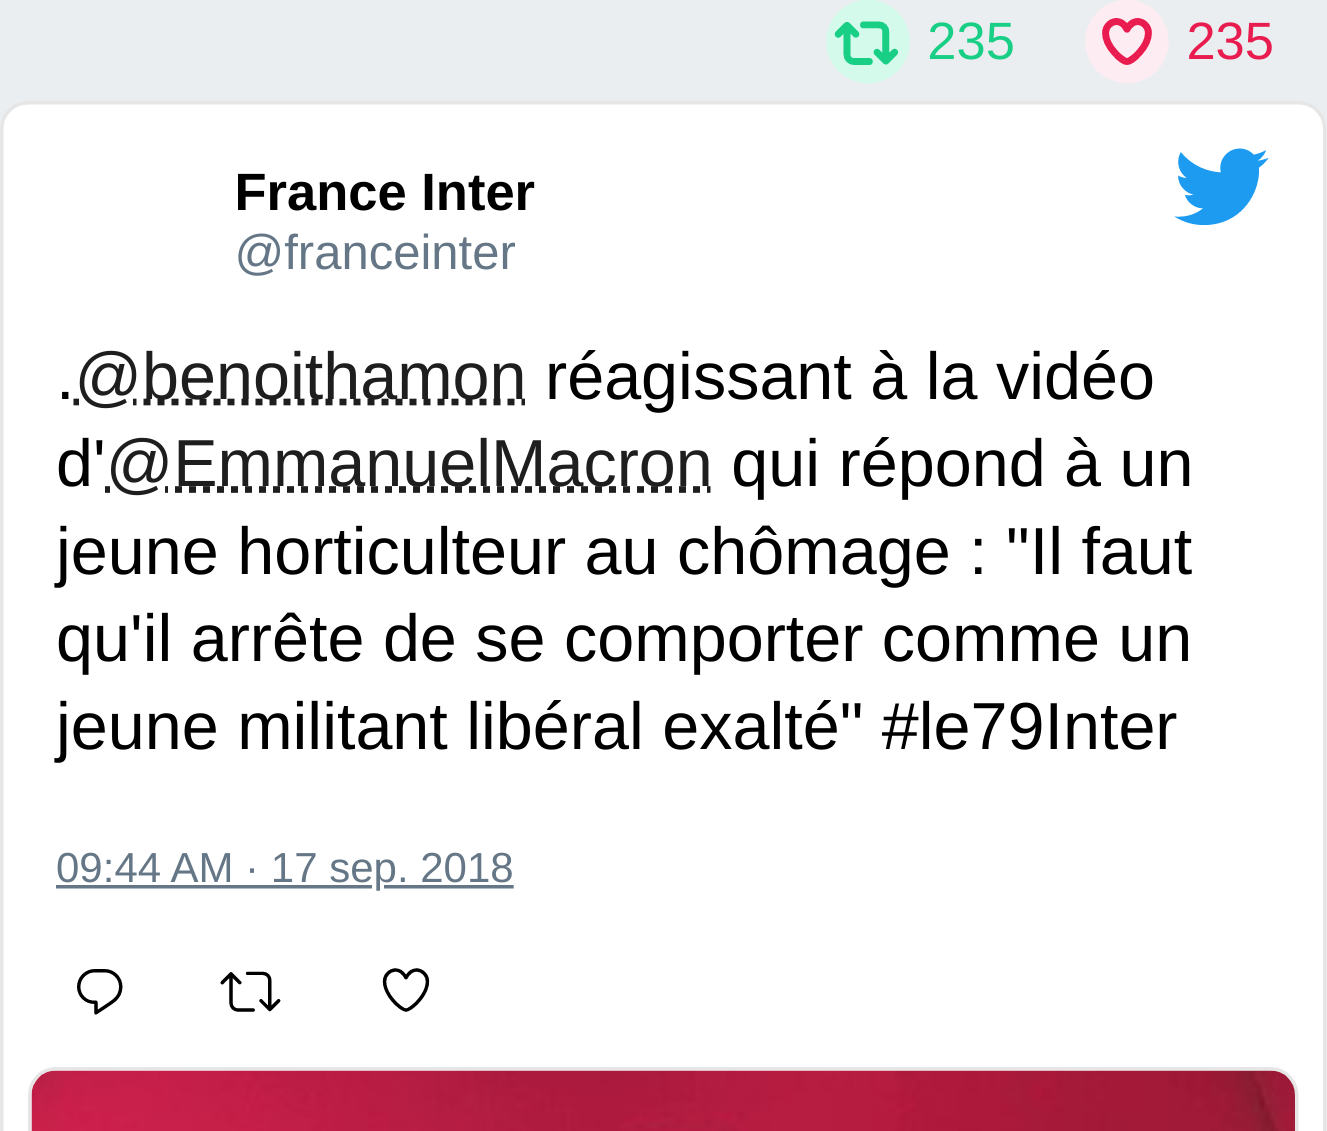 235 235
France Inter
@franceinter
.@benoithamon réagissant à la vidéo
d'@EmmanuelMacron qui répond à un
jeune horticulteur au chômage : "Il faut
qu'il arrête de se comporter comme un
jeune militant libéral exalté" #le79Inter
09:44 AM · 17 sep. 2018